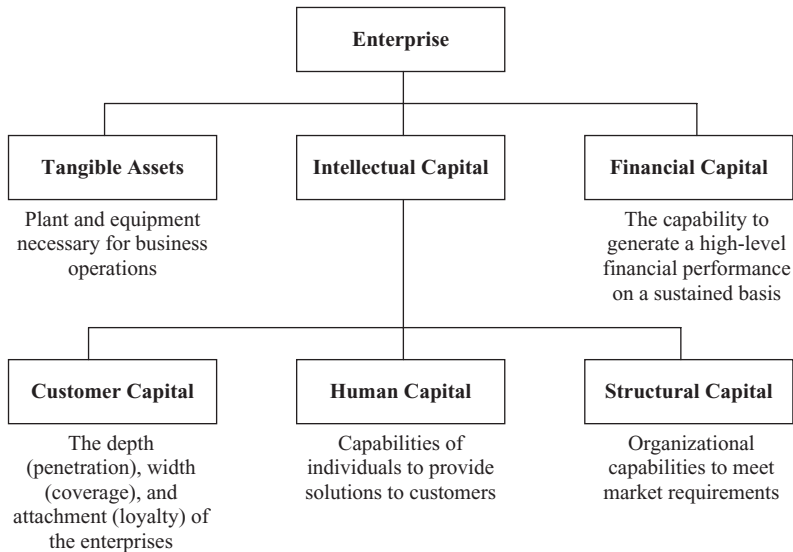 Enterprise
Tangible Assets
Intellectual Capital
Financial Capital
Plant and equipment
necessary for business
operations
The capability to
generate a high-level
financial performance
on a sustained basis
Customer Capital
Human Capital
Structural Capital
The depth
(penetration), width
(coverage), and
attachment (loyalty) of
the enterprises
Capabilities of
individuals to provide
solutions to customers
Organizational
capabilities to meet
market requirements